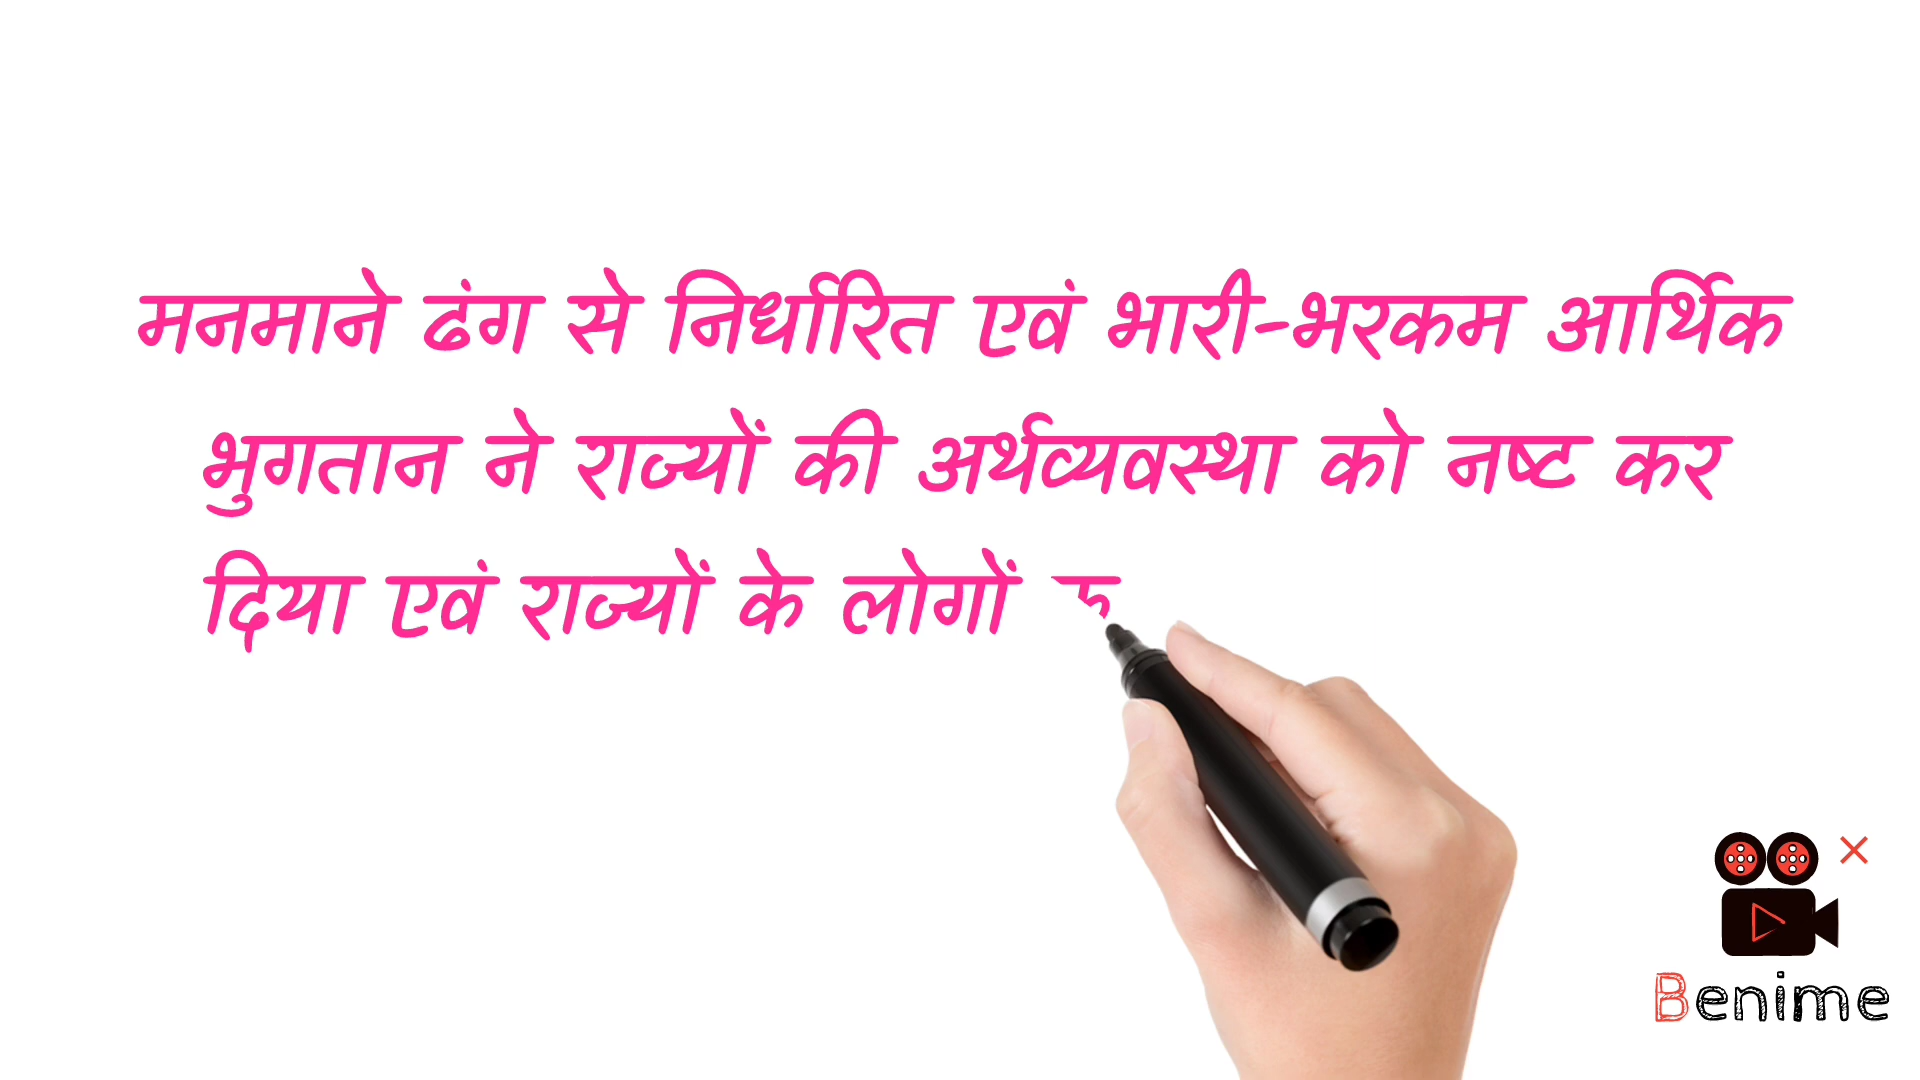 मनमाने ढंग से निर्धारित एवं भारी-भरकम आर्थिक
भुगतान ने राज्यों की अर्थव्यवस्था को नष्ट कर
दिया एवं राज्यों के लोगों
Benime